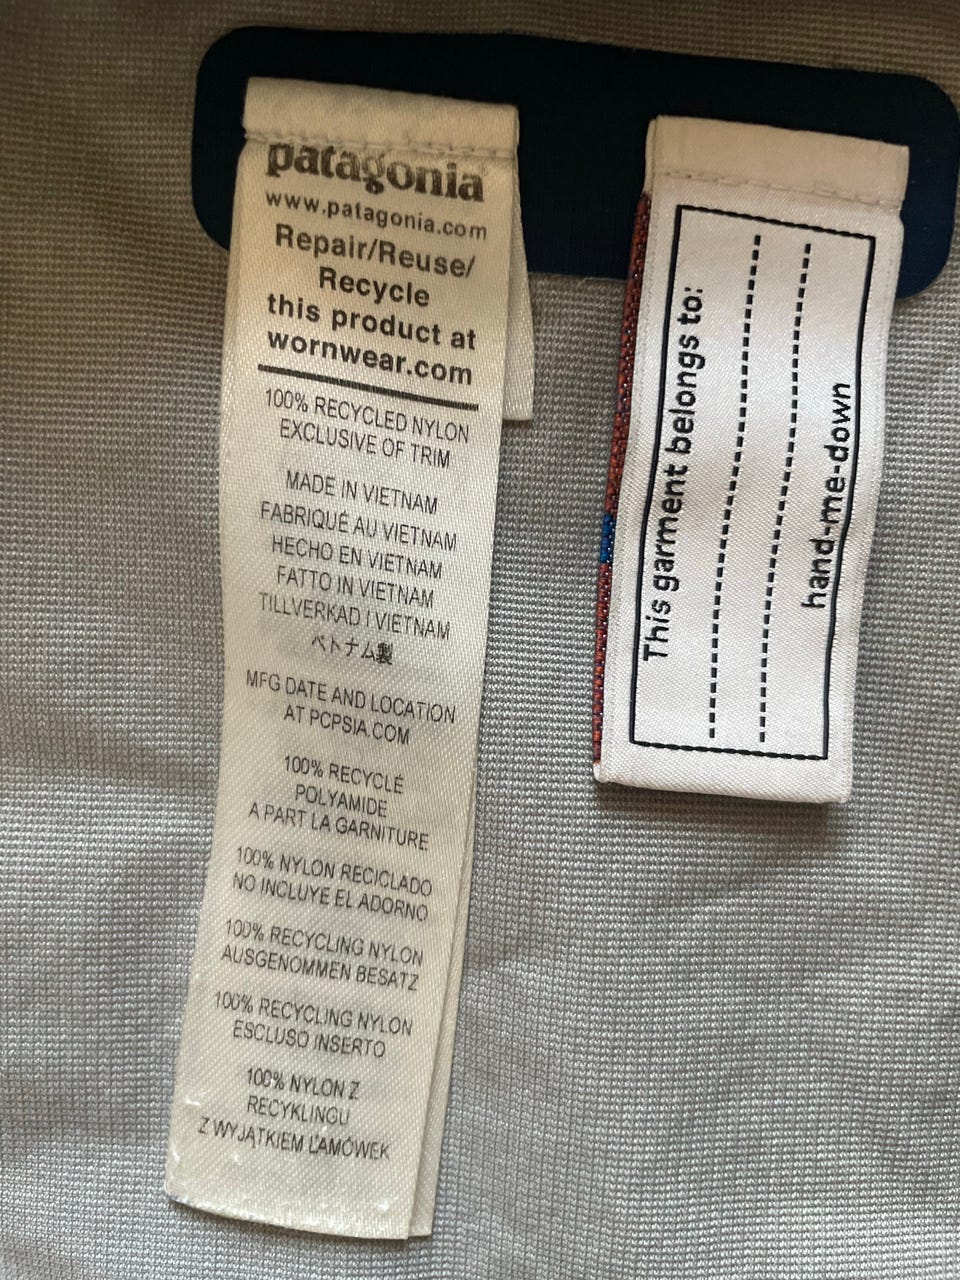 patagonia
www.patagonia.com
Repair/Reuse/
Recycle
this product at
wornwear.com
100% RECYCLED NYLON
EXCLUSIVE OF TRIM
MADE IN VIETNAM
FABRIQUÉ AU VIETNAM
HECHO EN VIETNAM
FATTO IN VIETNAM
TILLVERKAD I VIETNAM
ベトナム製
MFG DATE AND LOCATION
AT PCPSIA.COM
100% RECYCLÉ
POLYAMIDE
A PART LA GARNITURE
100% NYLON RECICLADO
NO INCLUYE EL ADORNO
100% RECYCLING NYLON
AUSGENOMMEN BESATZ
100% RECYCLING NYLON
ESCLUSO INSERTO
100% NYLON Z
RECYKLINGU
Z WYJĄTKIEM ĽAMÓWEK
This garment belongs to:
hand-me-down